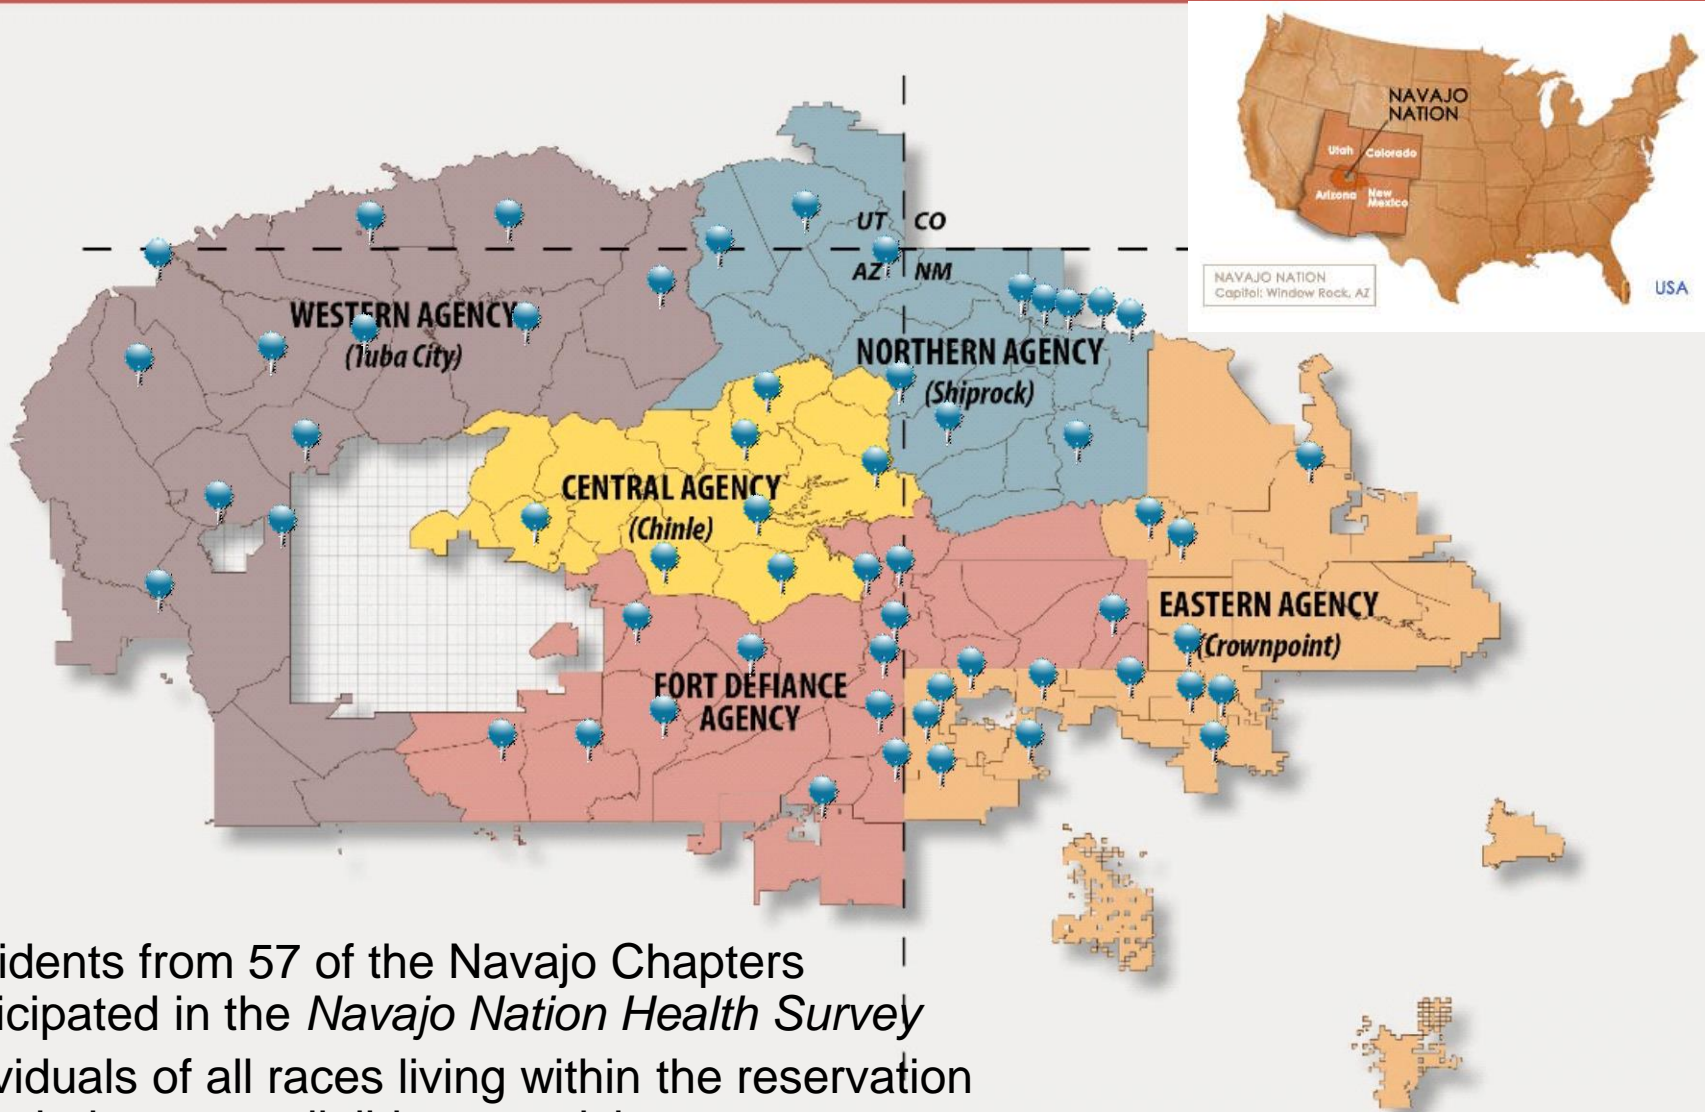 NAVAJO
NATION
Utah
Colorado
Arizona
New
Mexico
NAVAJO NATION
Capitol: Window Rock, AZ
USA
UT
CO
AZ
NM
WESTERN AGENCY
(Tuba City)
NORTHERN AGENCY
(Shiprock)
CENTRAL AGENCY
(Chinle)
EASTERN AGENCY
(Crownpoint)
FORT DEFIANCE
AGENCY
idents from 57 of the Navajo Chapters
icipated in the Navajo Nation Health Survey
viduals of all races living within the reservation